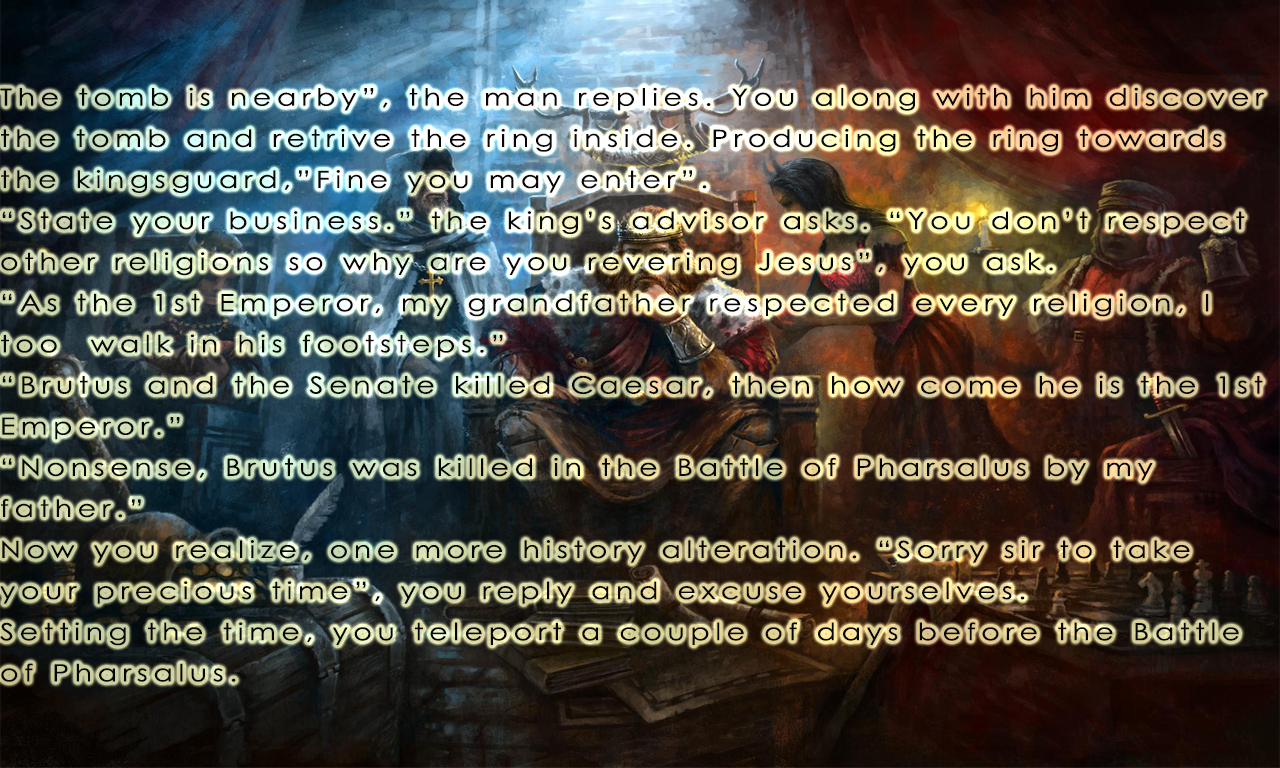 The tomb is nearby”, the man replies. You along with him discover
the tomb and retrive the ring inside. Producing the ring towards
the kingsguard,”Fine you may enter”.
“State your business.” the king’s advisor asks. “You don’t respect
other religions so why are you revering Jesus”, you ask.
“As the 1st Emperor, my grandfather respected every religion, I
too  walk in his footsteps.”
“Brutus and the Senate killed Caesar, then how come he is the 1st
Emperor.”
“Nonsense, Brutus was killed in the Battle of Pharsalus by my
father.”
Now you realize, one more history alteration. “Sorry sir to take
your precious time”, you reply and excuse yourselves.
Setting the time, you teleport a couple of days before the Battle
of Pharsalus.